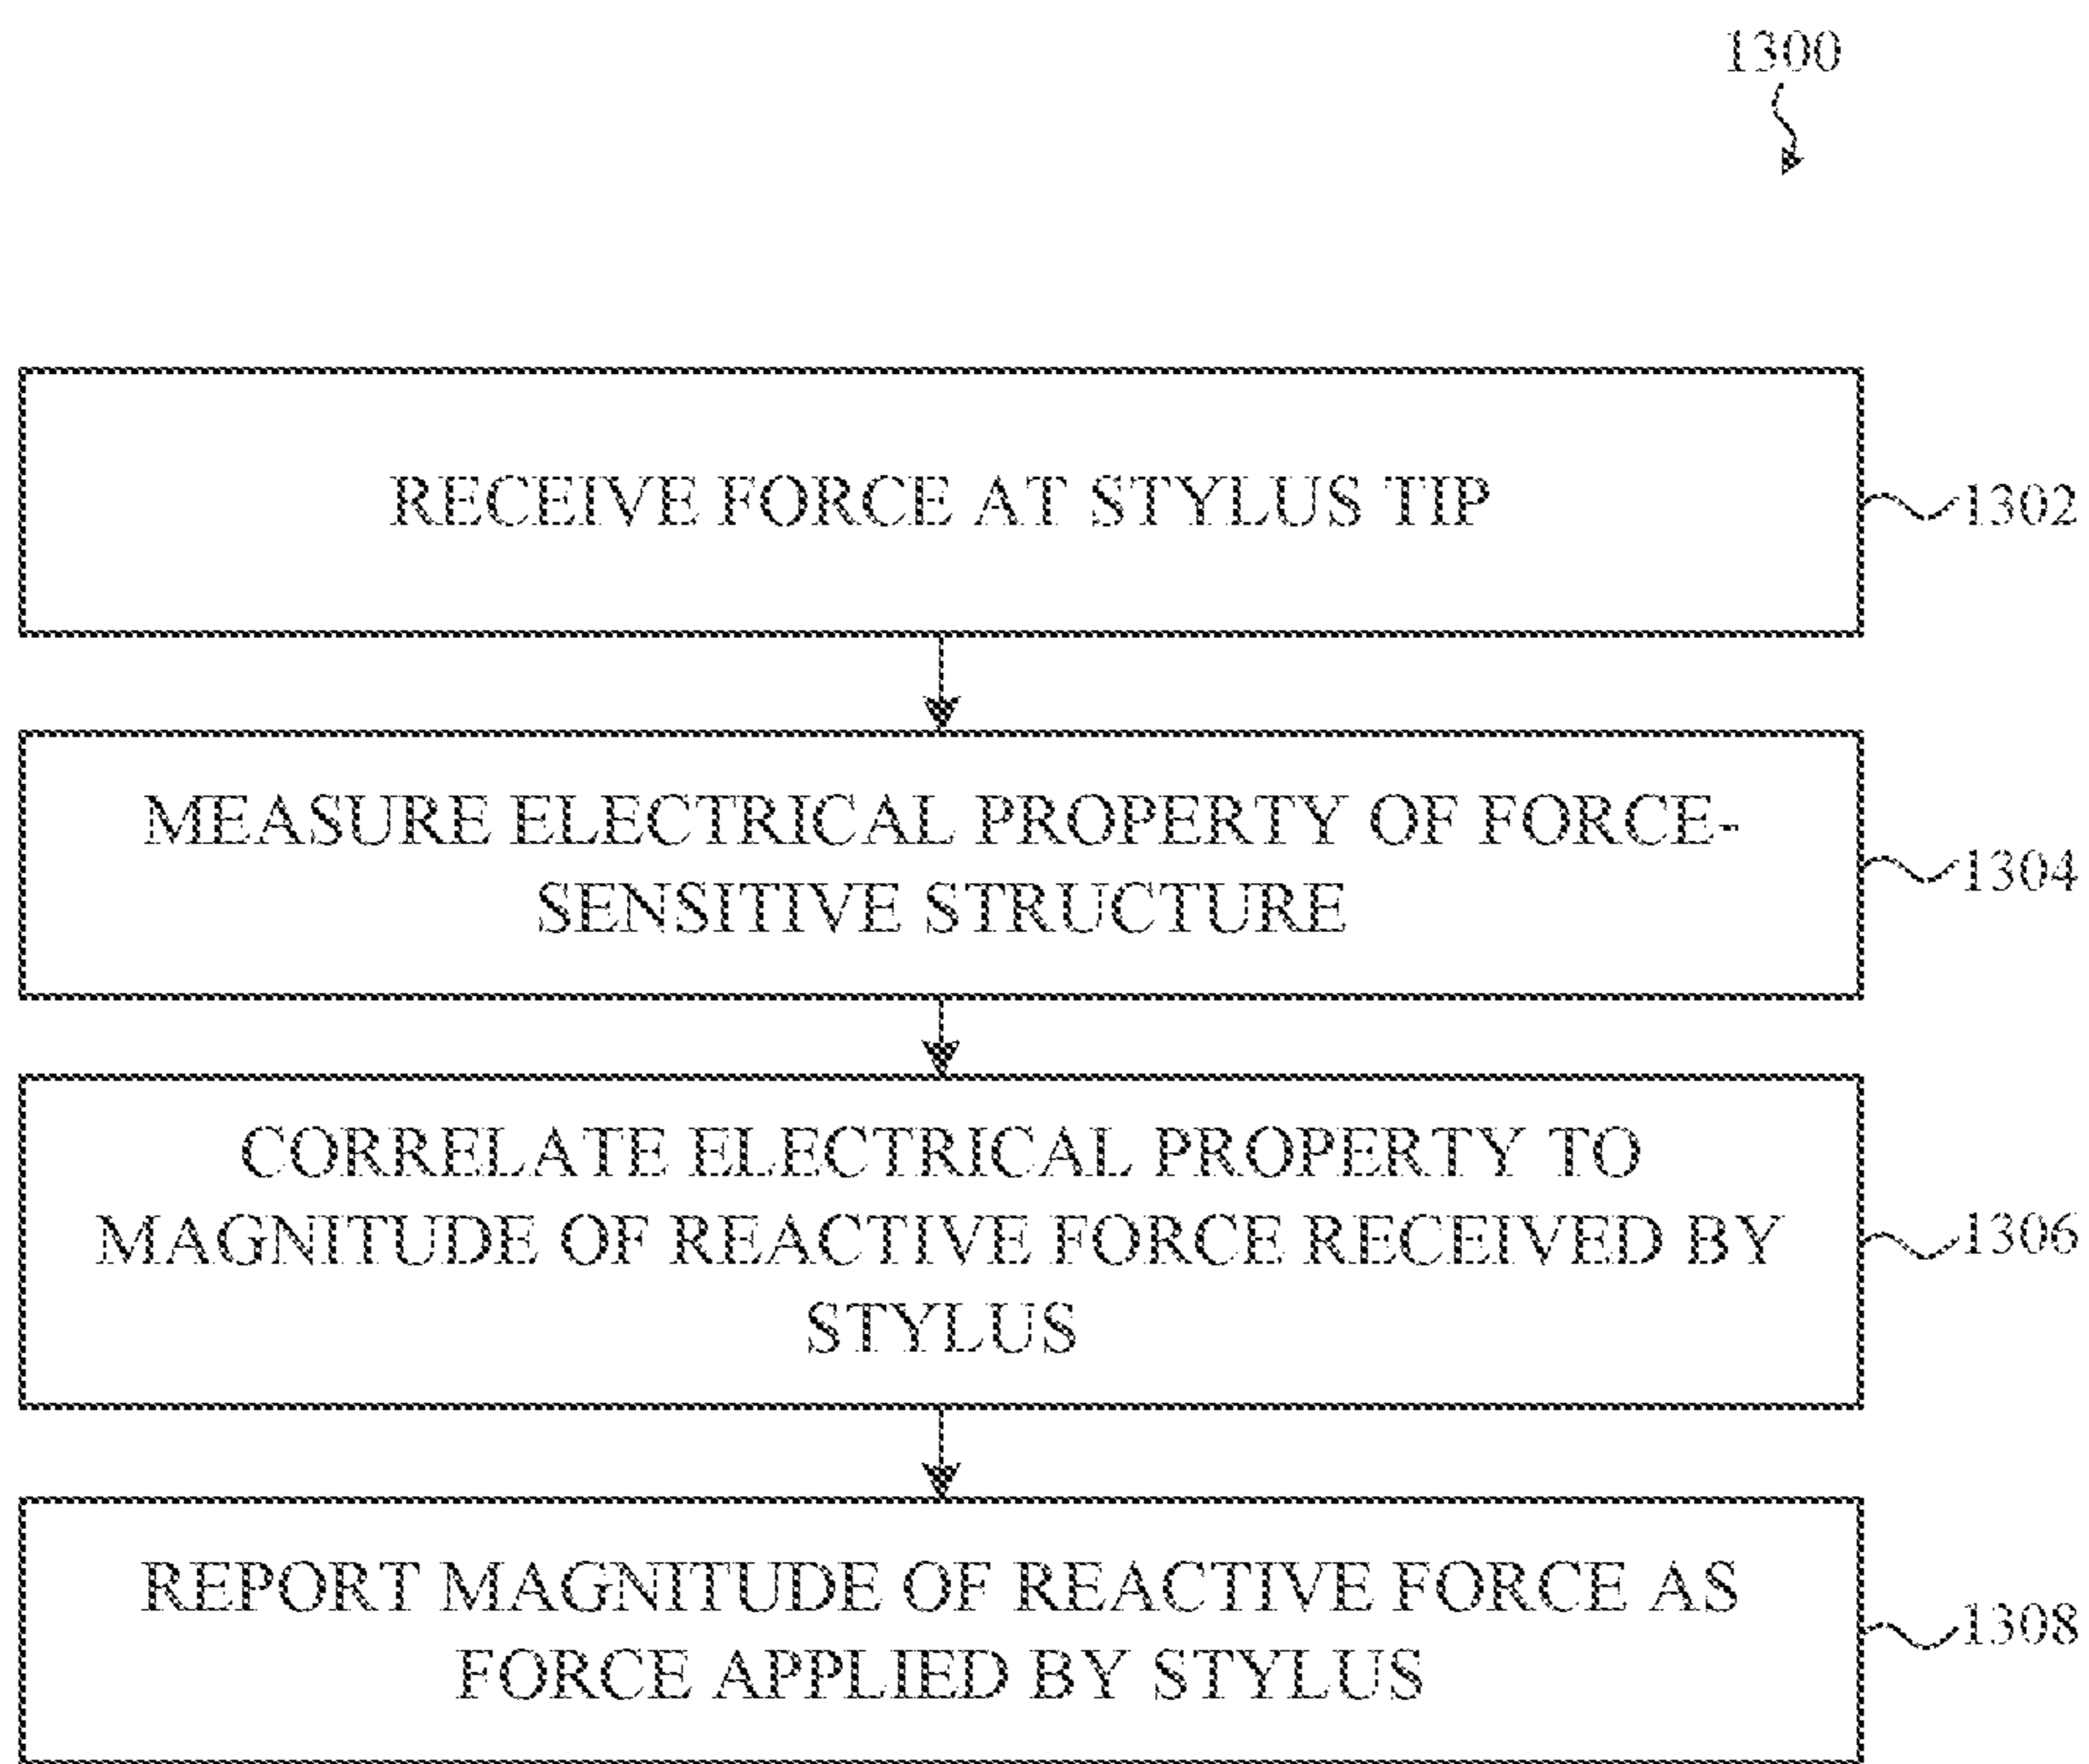 1300
RECEIVE FORCE AT STYLUS TIP
1302
MEASURE ELECTRICAL PROPERTY OF FORCE-
SENSITIVE STRUCTURE
1304
CORRELATE ELECTRICAL PROPERTY TO
MAGNITUDE OF REACTIVE FORCE RECEIVED BY
STYLUS
1306
REPORT MAGNITUDE OF REACTIVE FORCE AS
FORCE APPLIED BY STYLUS
1308